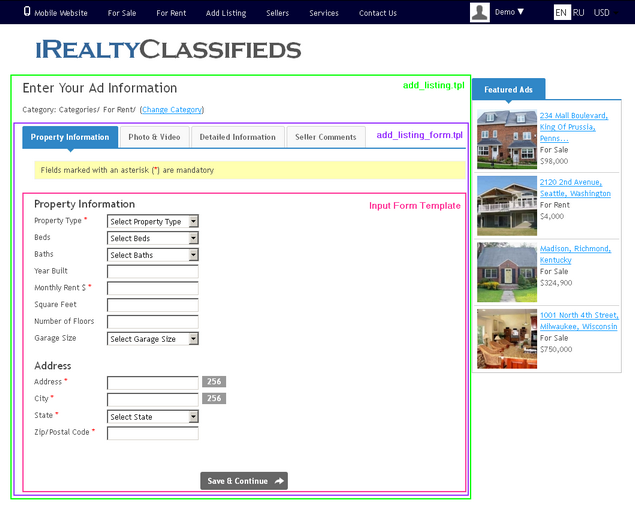 0 Mobile Website For Sale For Rent Add Listing Sellers Services Contact Us Demo ▼ EN RU USD
iRealtyClassifieds
Enter Your Ad Information
add_listing.tpl
Category: Categories/ For Rent/ (Change Category)
Property Information Photo & Video Detailed Information Seller Comments
add_listing_form.tpl
Fields marked with an asterisk (*) are mandatory
Property Information
Input Form Template
Property Type * Select Property Type
Beds Select Beds
Baths Select Baths
Year Built
Monthly Rent $ *
Square Feet
Number of Floors
Garage Size Select Garage Size
Address
Address * 256
City * 256
State * Select State
Zip/Postal Code *
Save & Continue
Featured Ads
234 Mall Boulevard,
King Of Prussia,
Penns...
For Sale
$98,000
2120 2nd Avenue,
Seattle, Washington
For Rent
$4,000
Madison, Richmond,
Kentucky
For Sale
$324,900
1001 North 4th Street,
Milwaukee, Wisconsin
For Sale
$750,000